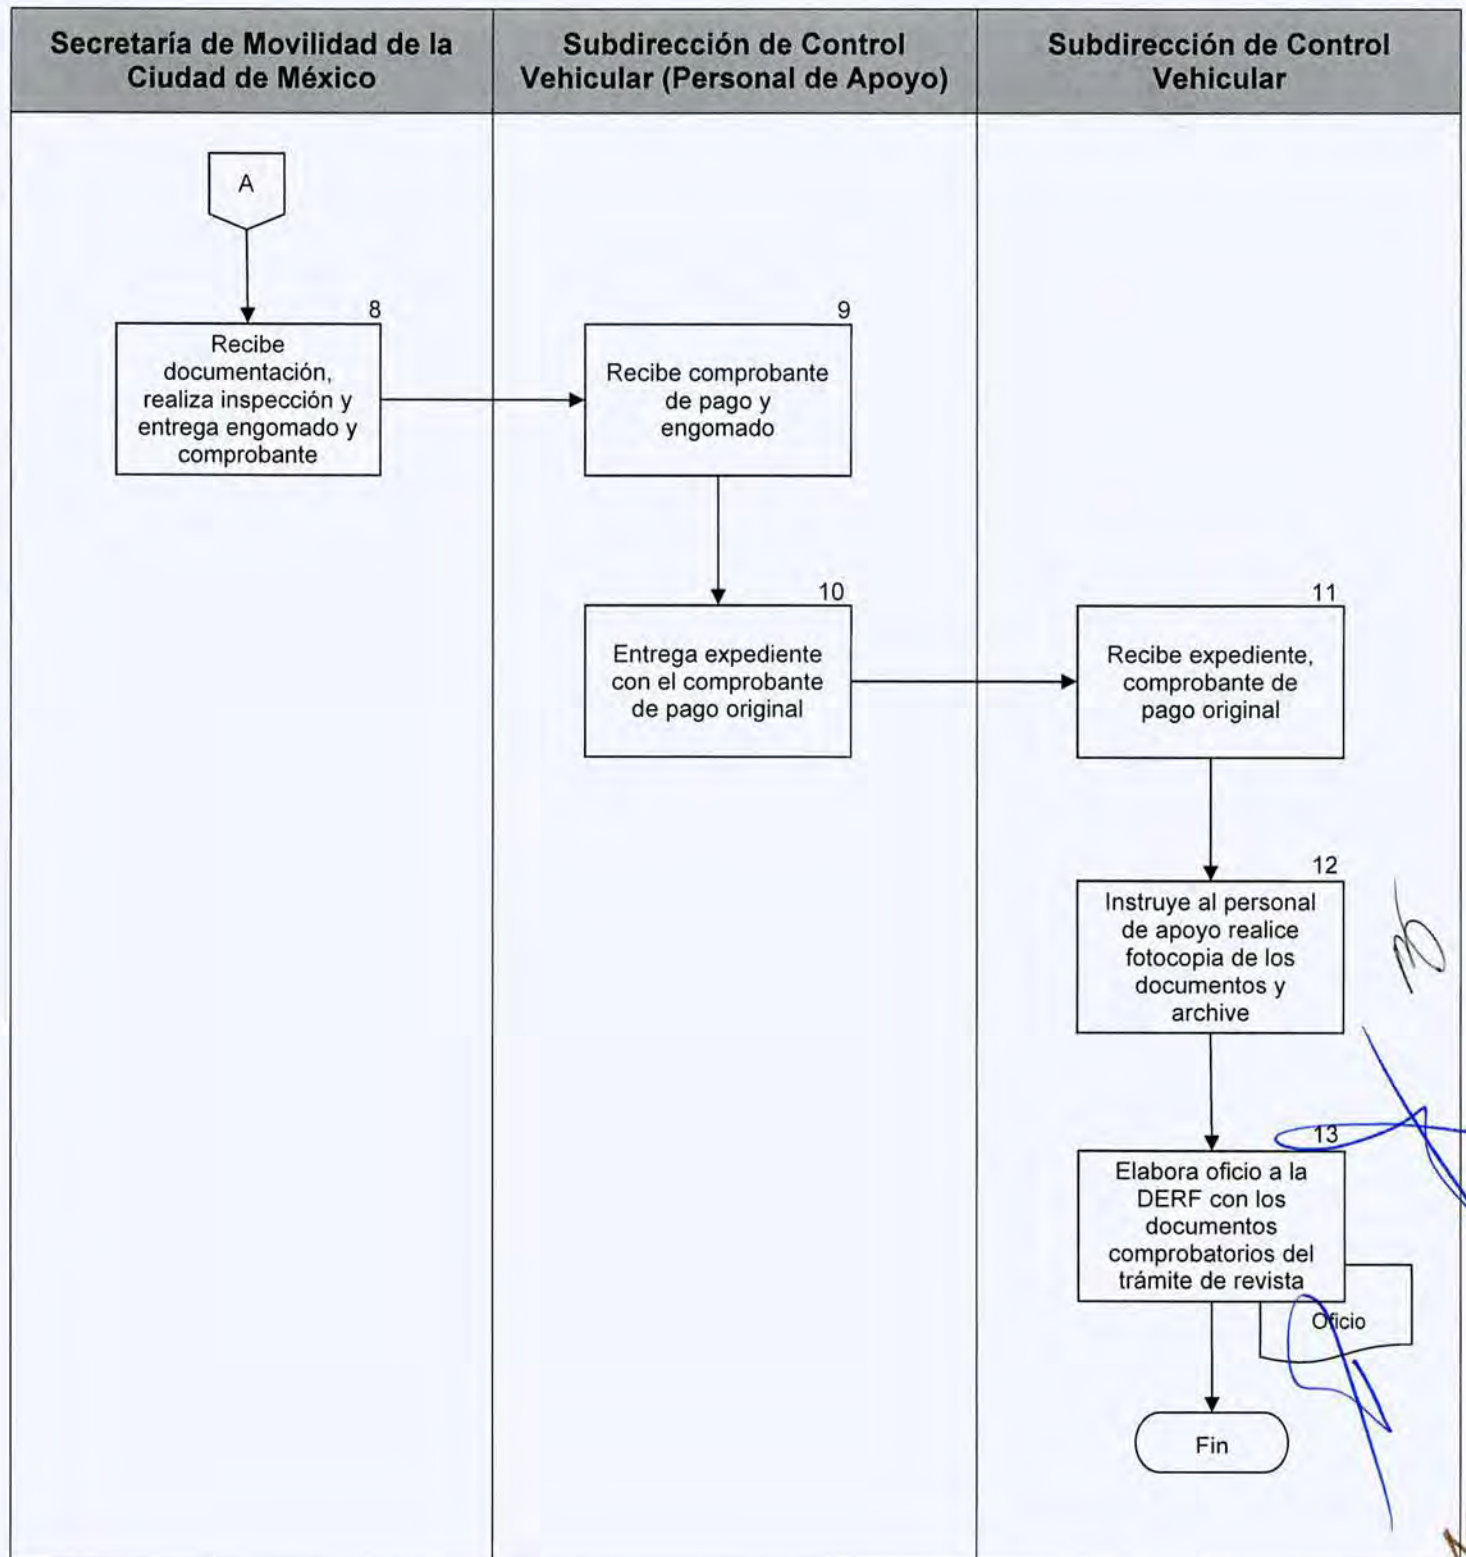 Secretaría de Movilidad de la
Ciudad de México
Subdirección de Control
Vehicular (Personal de Apoyo)
Subdirección de Control
Vehicular
A
8
Recibe
documentación,
realiza inspección y
entrega engomado y
comprobante
9
Recibe comprobante
de pago y
engomado
10
Entrega expediente
con el comprobante
de pago original
11
Recibe expediente,
comprobante de
pago original
12
Instruye al personal
de apoyo realice
fotocopia de los
documentos y
archive
13
Elabora oficio a la
DERF con los
documentos
comprobatorios del
trámite de revista
Oficio
Fin